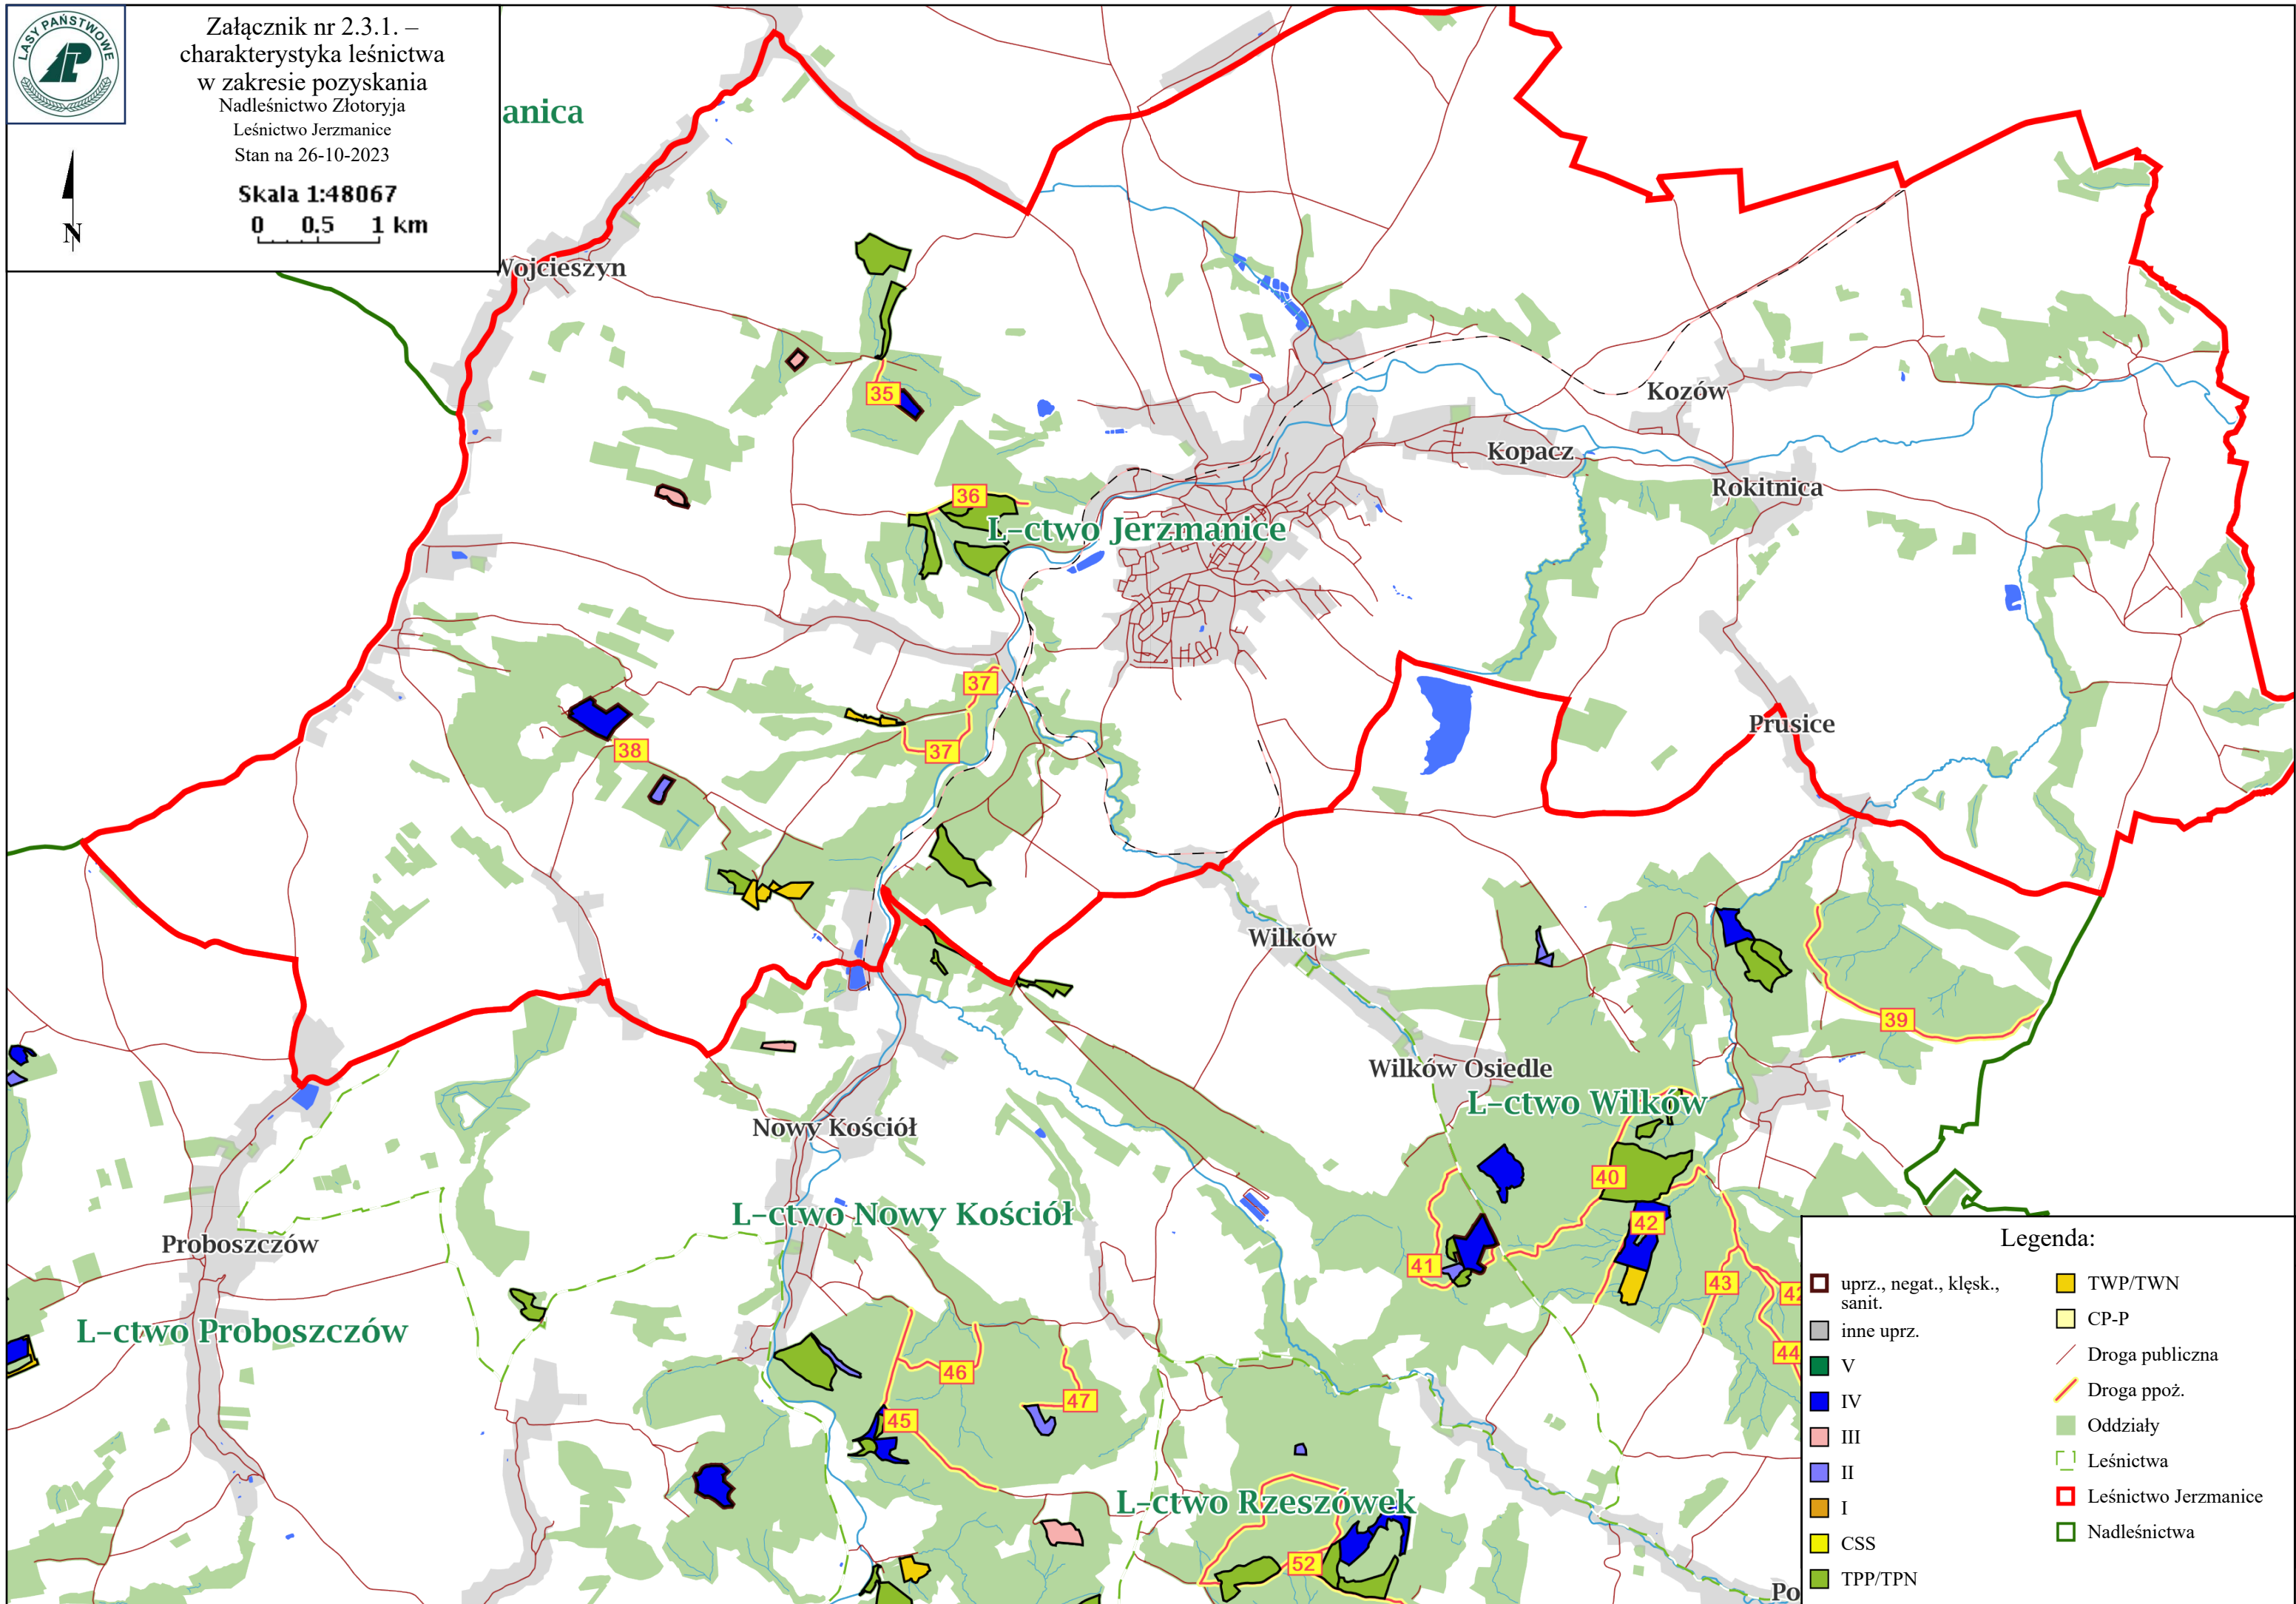 LASY PAŃSTWOWE
LP
Załącznik nr 2.3.1. –
charakterystyka leśnictwa
w zakresie pozyskania
Nadleśnictwo Złotoryja
Leśnictwo Jerzmanice
Stan na 26-10-2023
Skala 1:48067
0 0.5 1 km
N
anica
Wojcieszyn
35
Kozów
Kopacz
Rokitnica
36
L-ctwo Jerzmanice
37
Prusice
38
37
Wilków
39
Wilków Osiedle
L-ctwo Wilków
Nowy Kościół
40
L-ctwo Nowy Kościół
42
Proboszczów
41
43
42
L-ctwo Proboszczów
44
46
47
45
L-ctwo Rzeszówek
52
Po
Legenda:
uprz., negat., klęsk.,
sanit.
inne uprz.
V
IV
III
II
I
CSS
TPP/TPN
TWP/TWN
CP-P
Droga publiczna
Droga ppoż.
Oddziały
Leśnictwa
Leśnictwo Jerzmanice
Nadleśnictwa